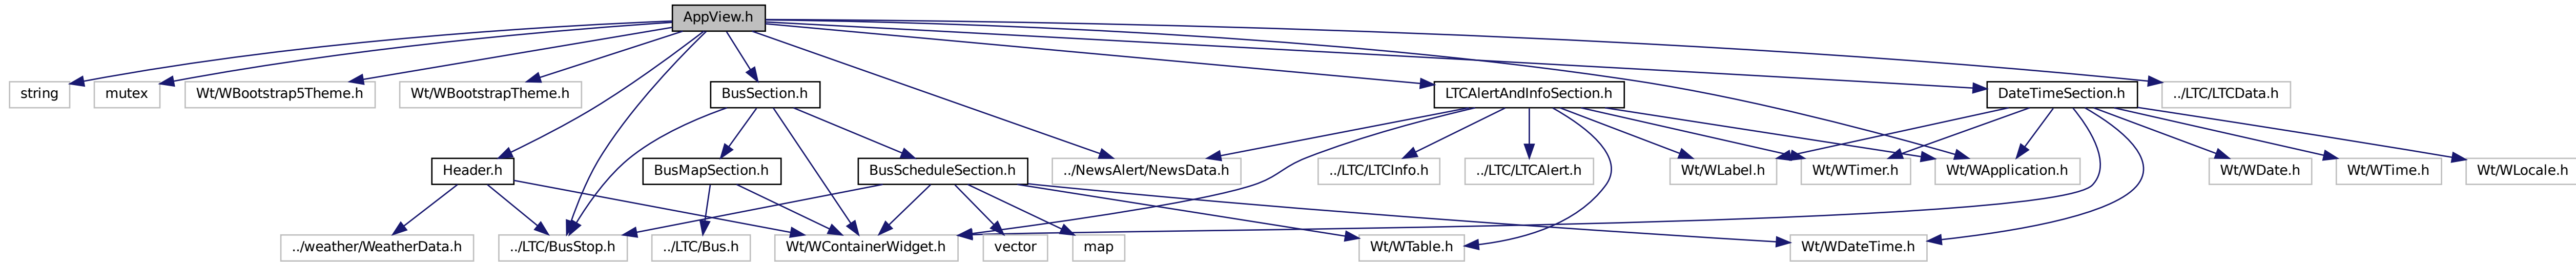 AppView.h
string
mutex
Wt/WBootstrap5Theme.h
Wt/WBootstrapTheme.h
BusSection.h
LTCAlertAndInfoSection.h
DateTimeSection.h
../LTC/LTCData.h
Header.h
BusMapSection.h
BusScheduleSection.h
../NewsAlert/NewsData.h
../LTC/LTCInfo.h
../LTC/LTCAlert.h
Wt/WLabel.h
Wt/WTimer.h
Wt/WApplication.h
Wt/WDate.h
Wt/WTime.h
Wt/WLocale.h
../weather/WeatherData.h
../LTC/BusStop.h
../LTC/Bus.h
Wt/WContainerWidget.h
vector
map
Wt/WTable.h
Wt/WDateTime.h